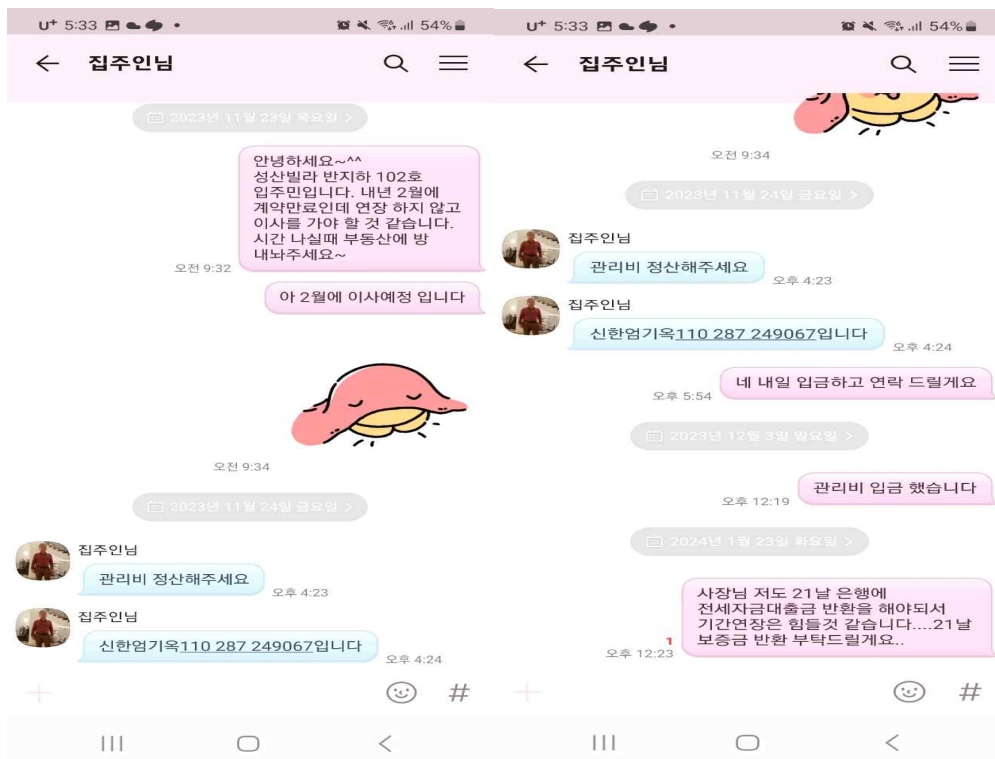 U+ 5:33
54%
집주인님
2023년 11월 23일 목요일 >
안녕하세요~^^
성산빌라 반지하 102호
입주민입니다. 내년 2월에
계약만료인데 연장 하지 않고
이사를 가야 할 것 같습니다.
시간 나실때 부동산에 방
내놔주세요~
오전 9:32
아 2월에 이사예정 입니다
오전 9:34
2023년 11월 24일 금요일 >
집주인님
관리비 정산해주세요
오후 4:23
집주인님
신한엄기옥110 287 249067입니다
오후 4:24
#
U+ 5:33
54%
집주인님
오전 9:34
2023년 11월 24일 금요일 >
집주인님
관리비 정산해주세요
오후 4:23
집주인님
신한엄기옥110 287 249067입니다
오후 4:24
네 내일 입금하고 연락 드릴게요
오후 5:54
2023년 12월 3일 일요일 >
관리비 입금 했습니다
오후 12:19
2024년 1월 23일 화요일 >
사장님 저도 21날 은행에
전세자금대출금 반환을 해야되서
기간연장은 힘들것 같습니다....21날
보증금 반환 부탁드릴게요..
1
오후 12:23
#